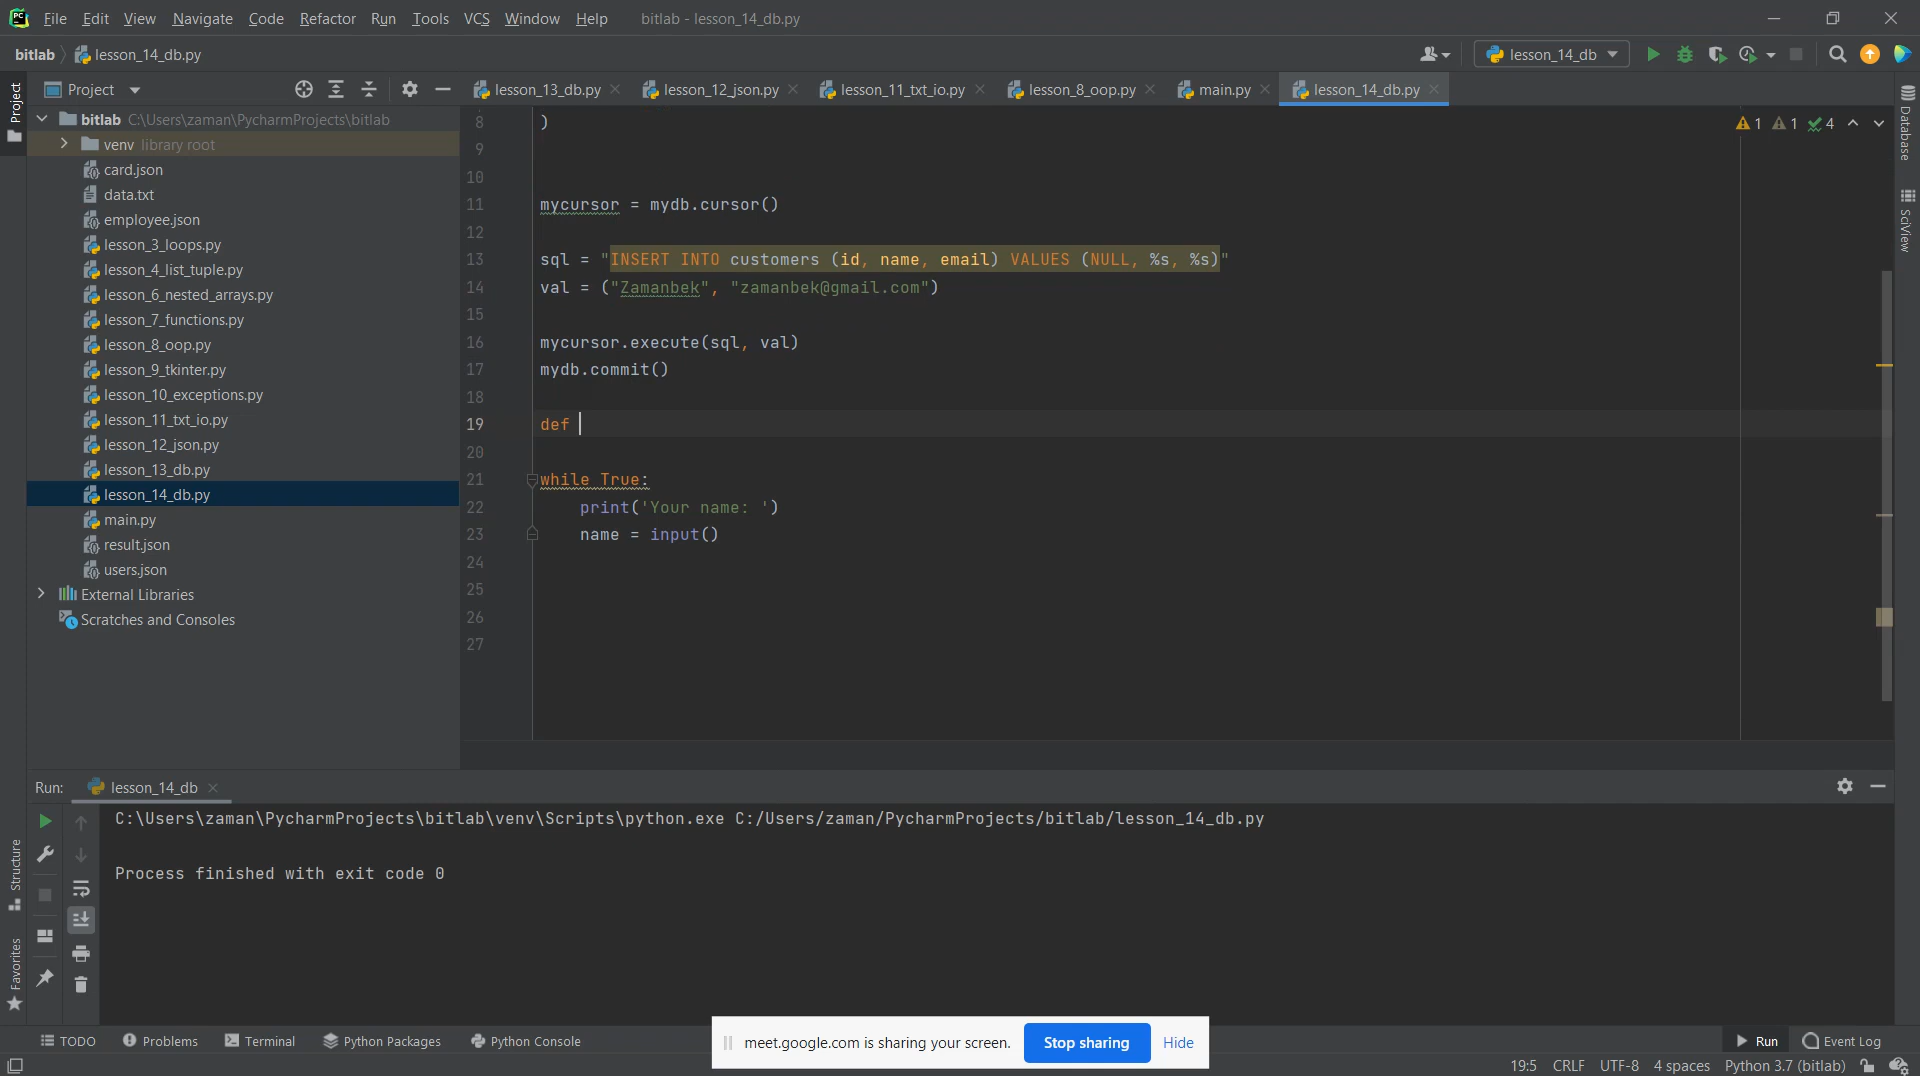 File Edit View Navigate Code Refactor Run Tools VCS Window Help bitlab - lesson_14_db.py
bitlab lesson_14_db.py lesson_14_db
Project
Project lesson_13_db.py lesson_12_json.py lesson_11_txt_io.py lesson_8_oop.py main.py lesson_14_db.py
bitlab C:\Users\zaman\PycharmProjects\bitlab
venv library root
card.json
data.txt
employee.json
lesson_3_loops.py
lesson_4_list_tuple.py
lesson_6_nested_arrays.py
lesson_7_functions.py
lesson_8_oop.py
lesson_9_tkinter.py
lesson_10_exceptions.py
lesson_11_txt_io.py
lesson_12_json.py
lesson_13_db.py
lesson_14_db.py
main.py
result.json
users.json
External Libraries
Scratches and Consoles
8 )
9
10
11 mycursor = mydb.cursor()
12
13 sql = "INSERT INTO customers (id, name, email) VALUES (NULL, %s, %s)"
14 val = ("Zamanbek", "zamanbek@gmail.com")
15
16 mycursor.execute(sql, val)
17 mydb.commit()
18
19 def
20
21 while True:
22 print('Your name: ')
23 name = input()
24
25
26
27
1 1 4
Database
SciView
Run: lesson_14_db
C:\Users\zaman\PycharmProjects\bitlab\venv\Scripts\python.exe C:/Users/zaman/PycharmProjects/bitlab/lesson_14_db.py
Process finished with exit code 0
Structure
Favorites
TODO Problems Terminal Python Packages Python Console
meet.google.com is sharing your screen. Stop sharing Hide
Run Event Log
19:5 CRLF UTF-8 4 spaces Python 3.7 (bitlab)